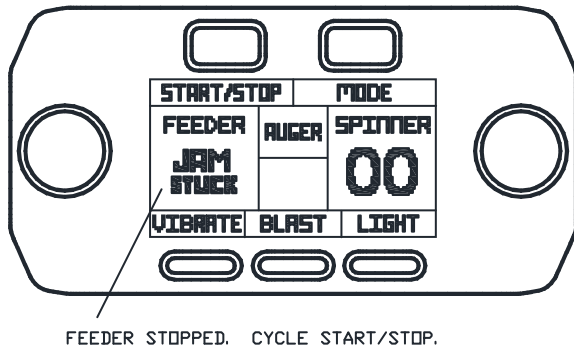 START/STOP MODE
FEEDER AUGER SPINNER
JAM 00
STUCK
VIBRATE BLAST LIGHT
FEEDER STOPPED. CYCLE START/STOP.